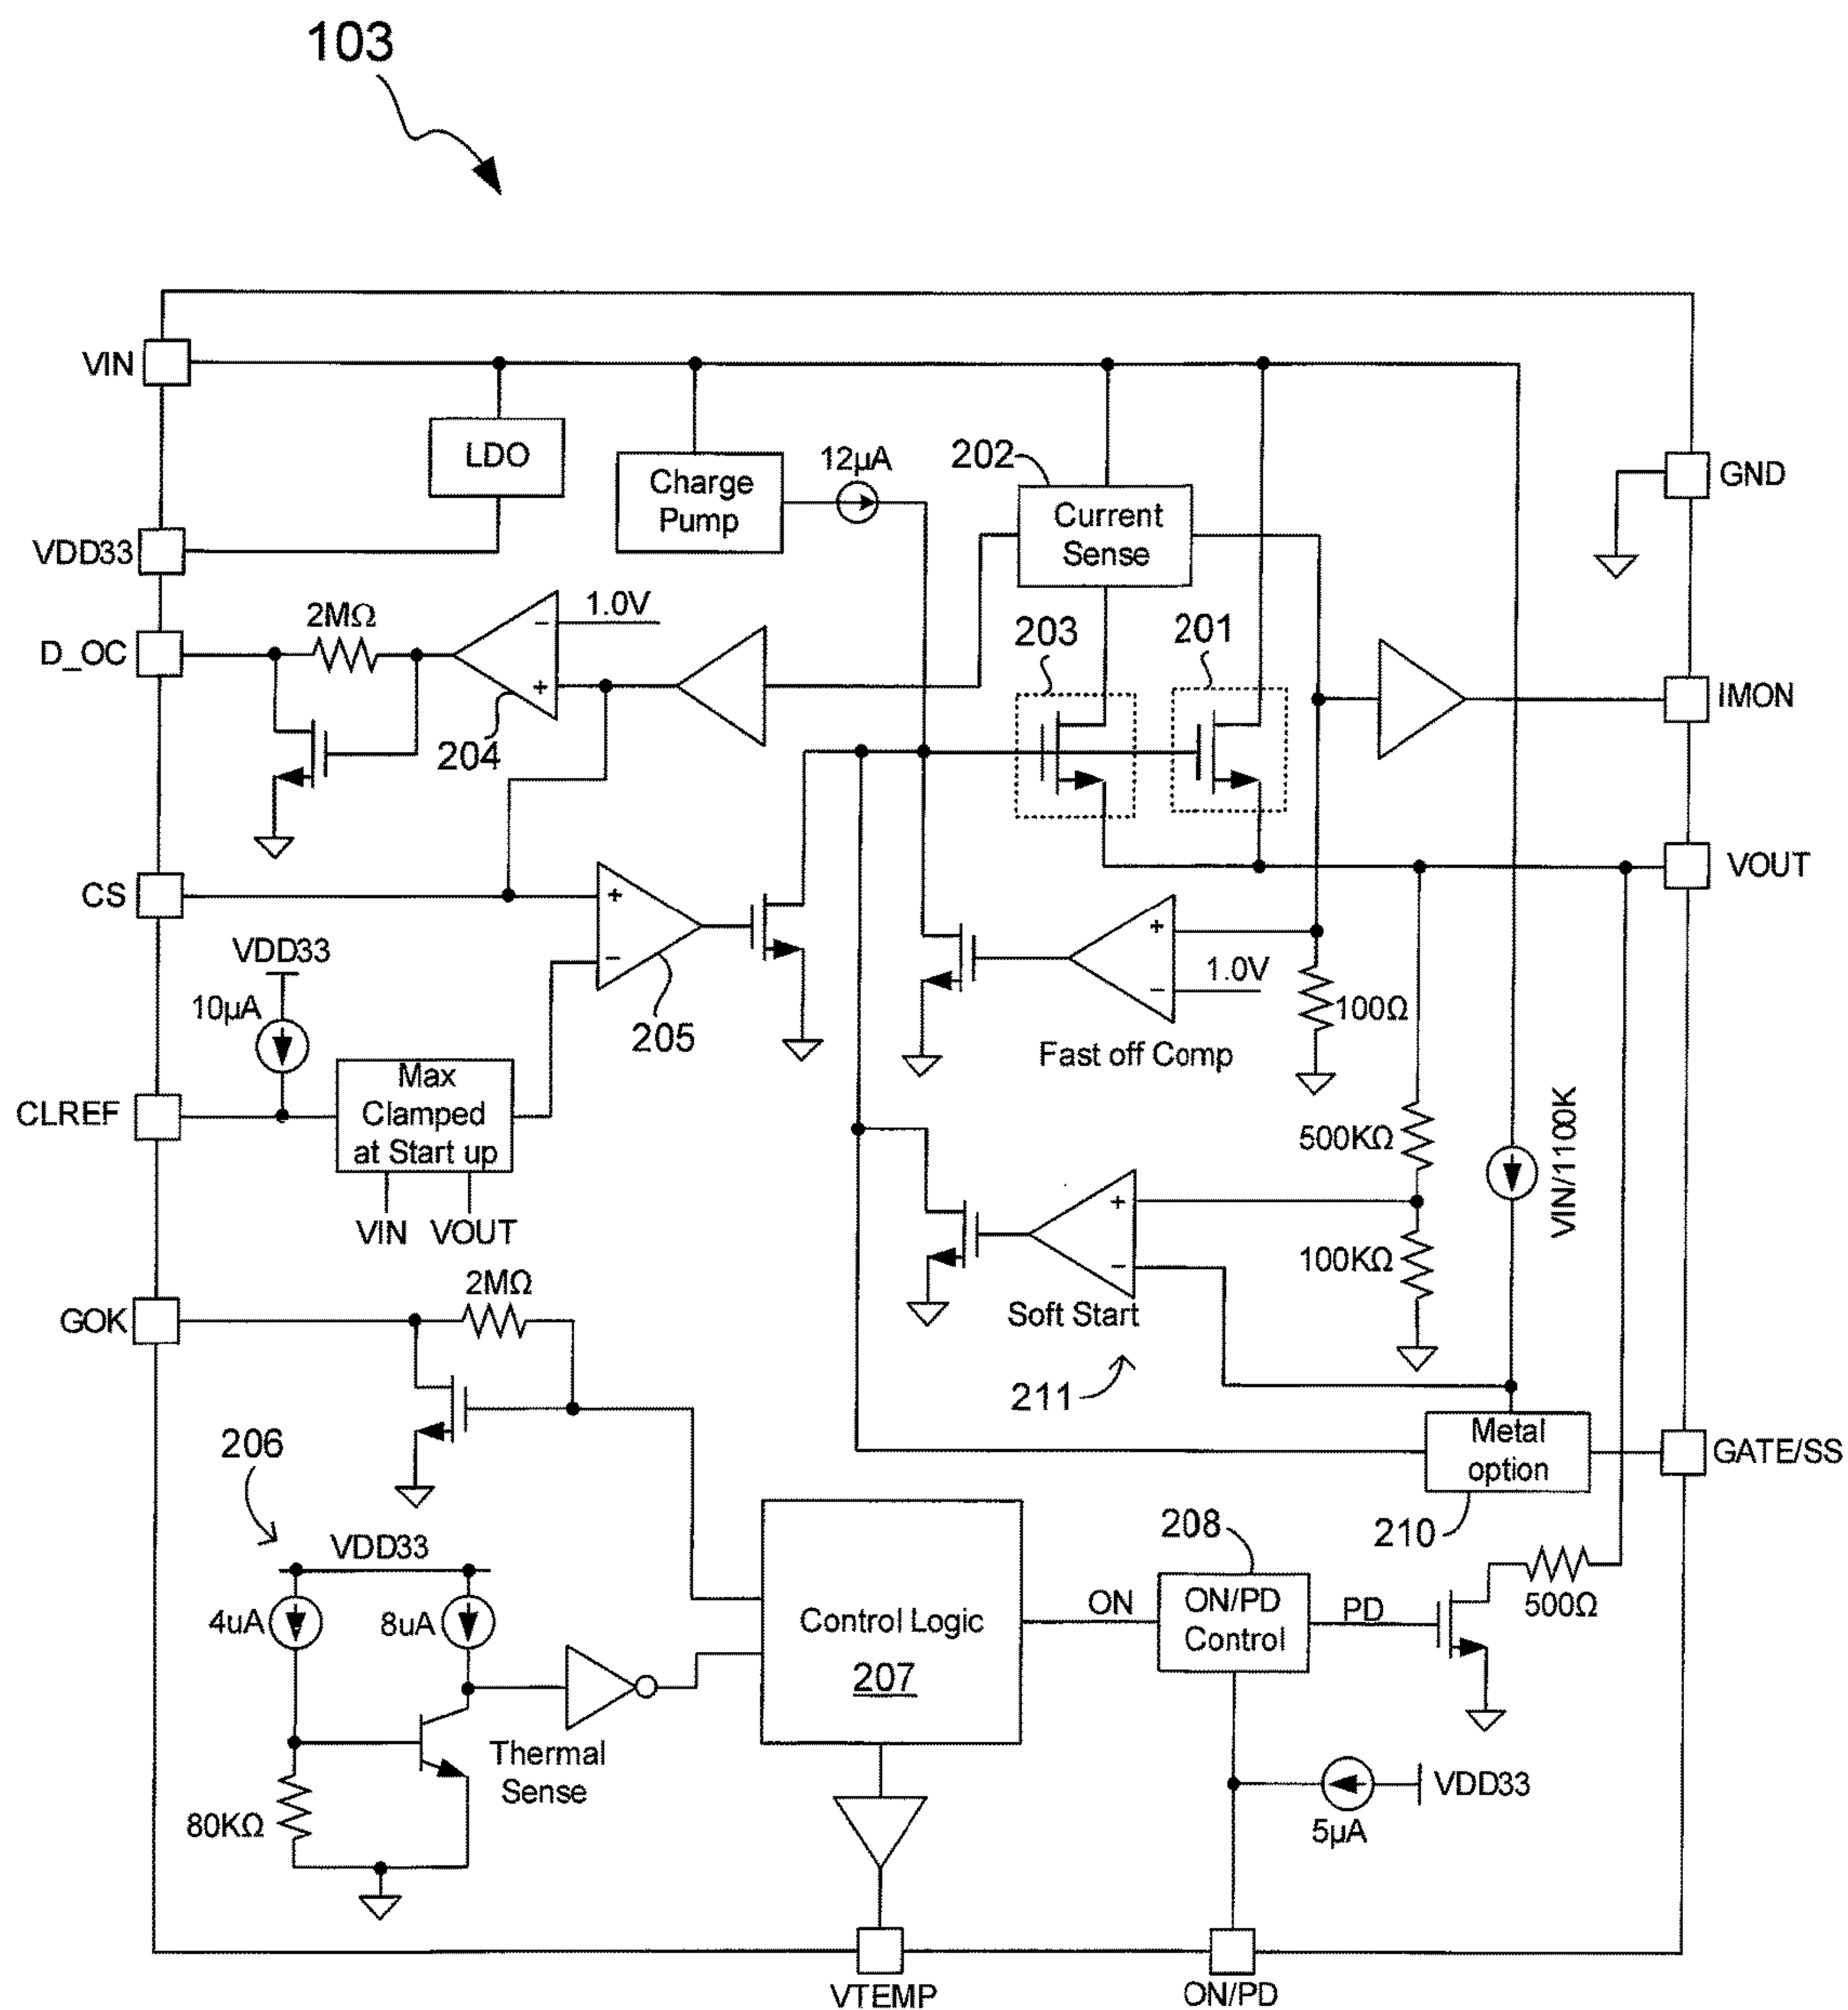 103
VIN
LDO
Charge
Pump
12µA
202
Current
Sense
GND
VDD33
D_OC
2MΩ
1.0V
204
203
201
IMON
VOUT
CS
VDD33
10µA
205
1.0V
100Ω
Fast off Comp
CLREF
Max
Clamped
at Start up
VIN
VOUT
500KΩ
VIN/1100K
100KΩ
Soft Start
211
GOK
2MΩ
Metal
option
GATE/SS
210
206
VDD33
4uA
8uA
Thermal
Sense
80KΩ
Control Logic
207
ON
208
ON/PD
Control
PD
500Ω
VDD33
5µA
VTEMP
ON/PD